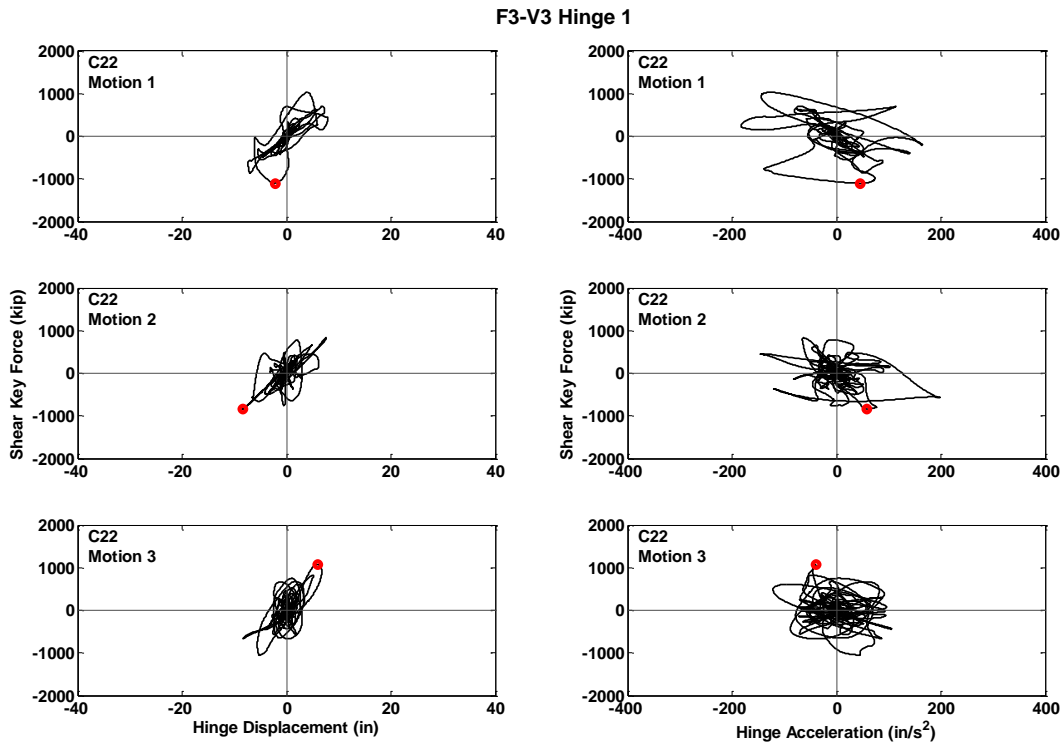 F3-V3 Hinge 1
2000
1000
0
-1000
-2000
C22
Motion 1
-40 -20 0 20 40
2000
1000
0
-1000
-2000
C22
Motion 1
-400 -200 0 200 400
2000
1000
0
-1000
-2000
C22
Motion 2
-40 -20 0 20 40
Shear Key Force (kip)
2000
1000
0
-1000
-2000
C22
Motion 2
-400 -200 0 200 400
Shear Key Force (kip)
2000
1000
0
-1000
-2000
C22
Motion 3
-40 -20 0 20 40
Hinge Displacement (in)
2000
1000
0
-1000
-2000
C22
Motion 3
-400 -200 0 200 400
Hinge Acceleration (in/s²)